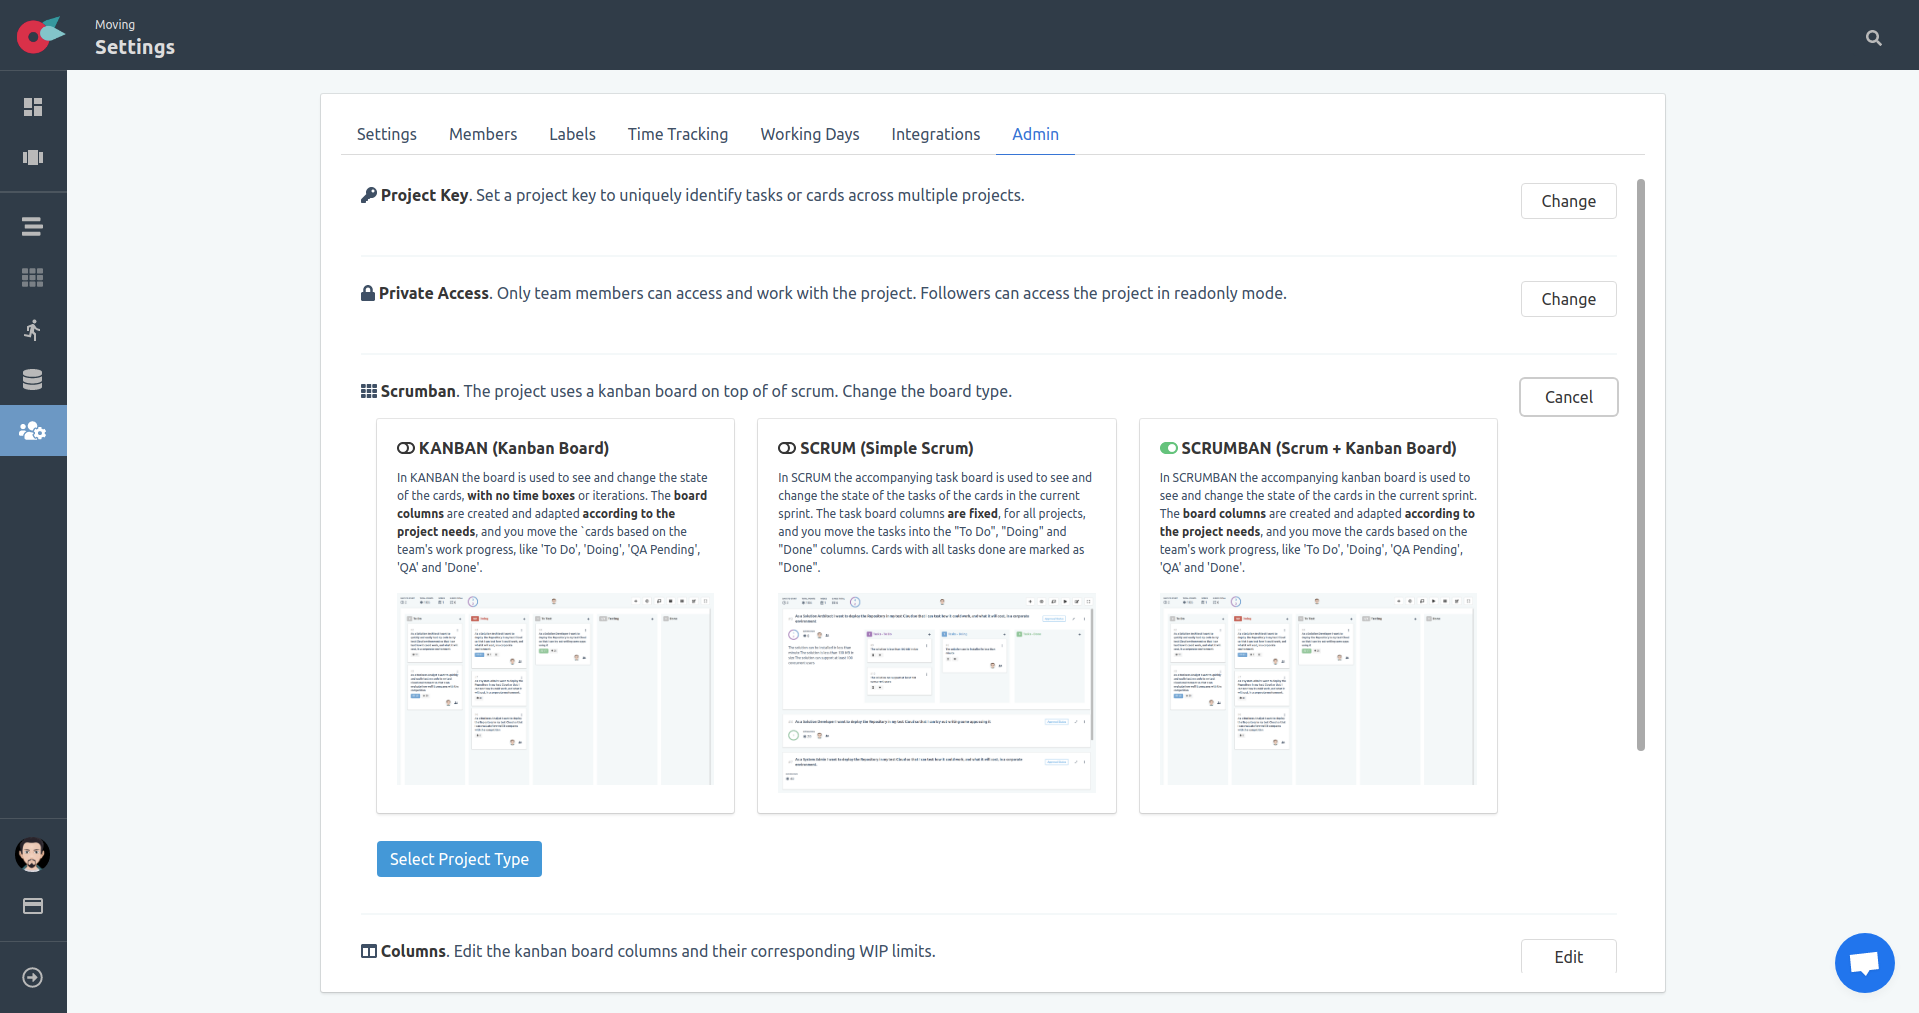 Moving
Settings
Settings Members Labels Time Tracking Working Days Integrations Admin
Project Key. Set a project key to uniquely identify tasks or cards across multiple projects.
Change
Private Access. Only team members can access and work with the project. Followers can access the project in readonly mode.
Change
Scrumban. The project uses a kanban board on top of of scrum. Change the board type.
Cancel
KANBAN (Kanban Board)
In KANBAN the board is used to see and change the state
of the cards, with no time boxes or iterations. The board
columns are created and adapted according to the
project needs, and you move the `cards based on the
team's work progress, like 'To Do', 'Doing', 'QA Pending',
'QA' and 'Done'.
SCRUM (Simple Scrum)
In SCRUM the accompanying task board is used to see and
change the state of the tasks of the cards in the current
sprint. The task board columns are fixed, for all projects,
and you move the tasks into the "To Do", "Doing" and
"Done" columns. Cards with all tasks done are marked as
"Done".
SCRUMBAN (Scrum + Kanban Board)
In SCRUMBAN the accompanying kanban board is used to
see and change the state of the cards in the current sprint.
The board columns are created and adapted according to
the project needs, and you move the cards based on the
team's work progress, like 'To Do', 'Doing', 'QA Pending',
'QA' and 'Done'.
Select Project Type
Columns. Edit the kanban board columns and their corresponding WIP limits.
Edit